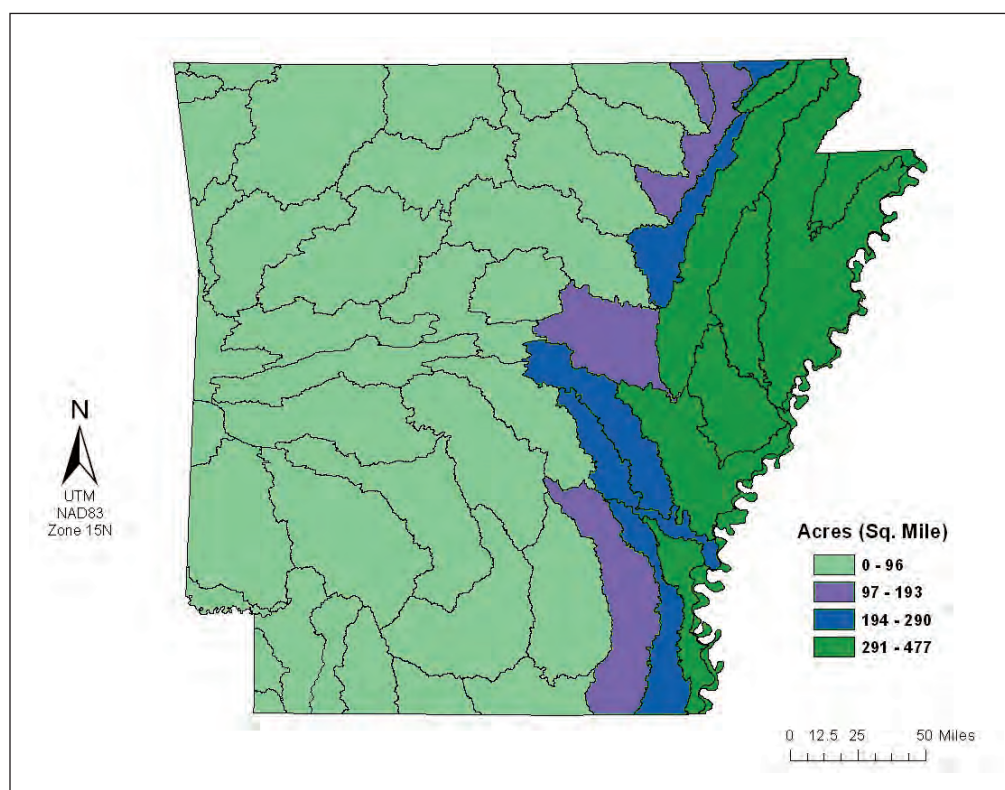 N
UTM
NAD83
Zone 15N
Acres (Sq. Mile)
0 - 96
97 - 193
194 - 290
291 - 477
0 12.5 25 50 Miles